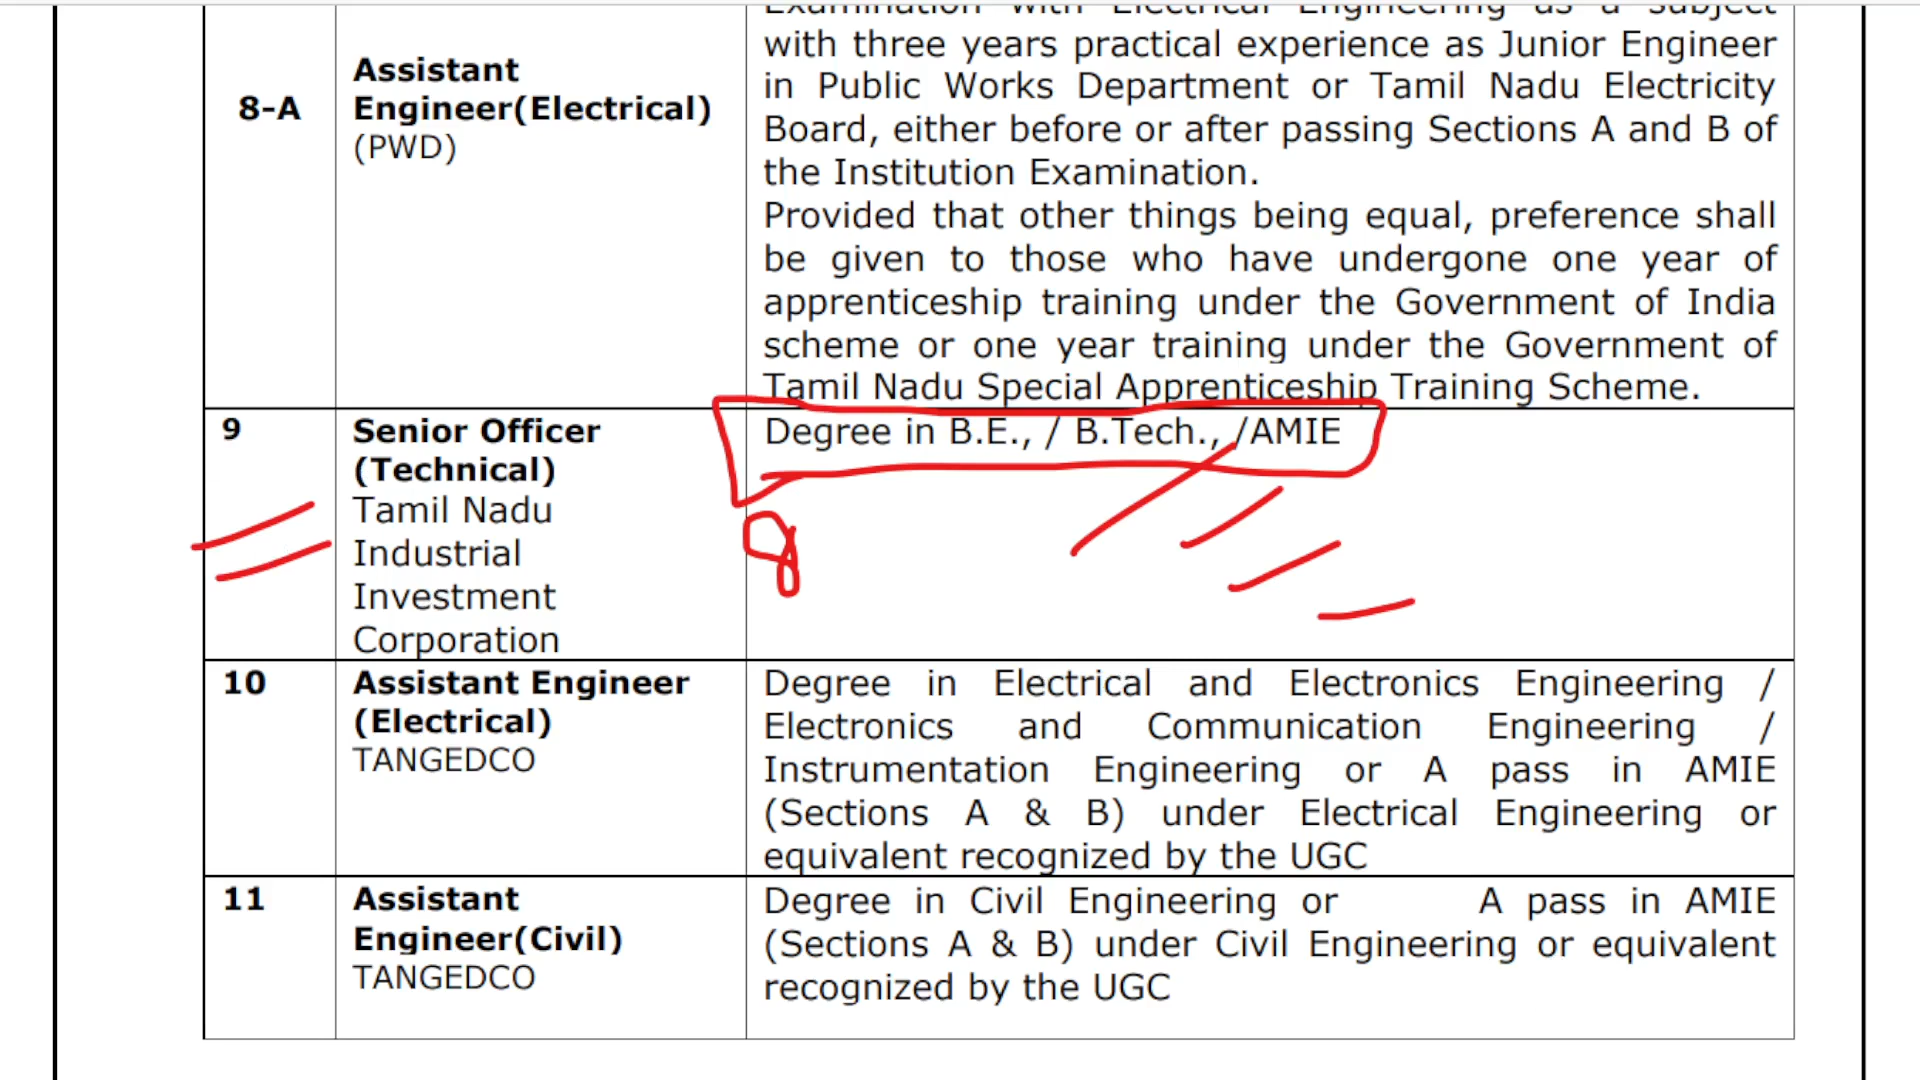 Examination with Electrical Engineering as a subject
with three years practical experience as Junior Engineer
in Public Works Department or Tamil Nadu Electricity
Board, either before or after passing Sections A and B of
the Institution Examination.
Provided that other things being equal, preference shall
be given to those who have undergone one year of
apprenticeship training under the Government of India
scheme or one year training under the Government of
Tamil Nadu Special Apprenticeship Training Scheme.
8-A
Assistant
Engineer(Electrical)
(PWD)
9
Senior Officer
(Technical)
Tamil Nadu
Industrial
Investment
Corporation
Degree in B.E., / B.Tech., /AMIE
10
Assistant Engineer
(Electrical)
TANGEDCO
Degree in Electrical and Electronics Engineering /
Electronics and Communication Engineering /
Instrumentation Engineering or A pass in AMIE
(Sections A & B) under Electrical Engineering or
equivalent recognized by the UGC
11
Assistant
Engineer(Civil)
TANGEDCO
Degree in Civil Engineering or A pass in AMIE
(Sections A & B) under Civil Engineering or equivalent
recognized by the UGC